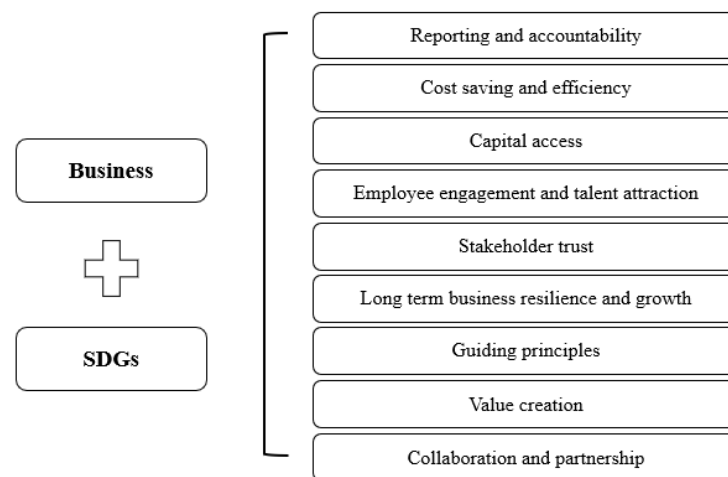 Business
SDGs
Reporting and accountability
Cost saving and efficiency
Capital access
Employee engagement and talent attraction
Stakeholder trust
Long term business resilience and growth
Guiding principles
Value creation
Collaboration and partnership